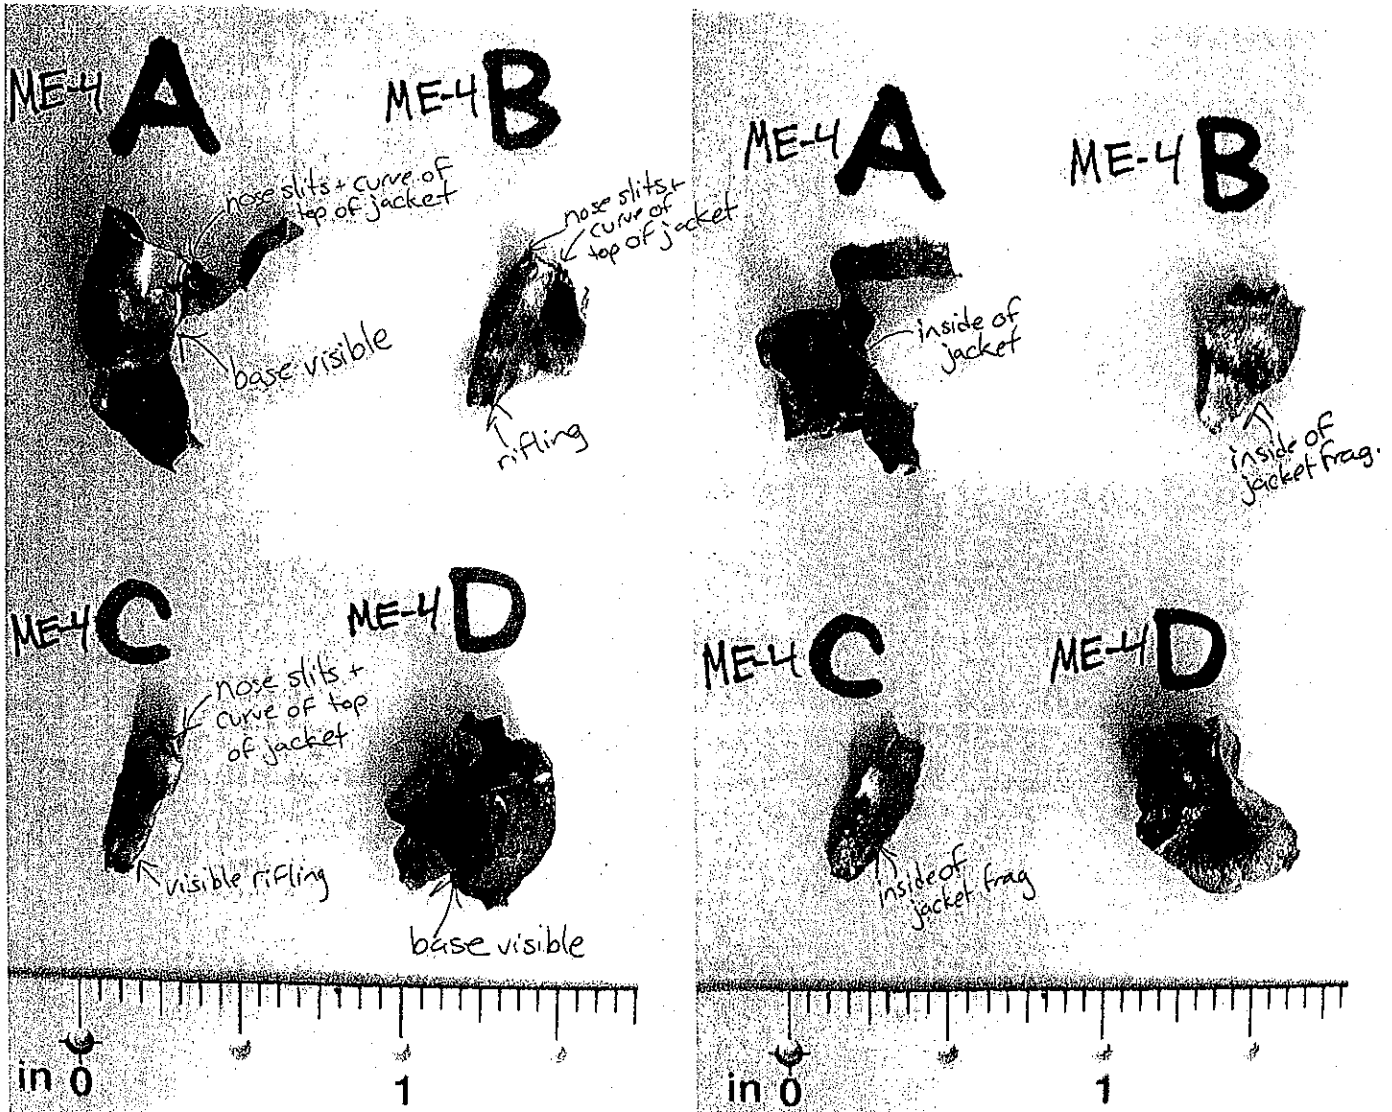 ME-4 A
ME-4 B
nose slits + curve of
top of jacket
nose slits +
curve of
top of jacket
base visible
rifling
ME-4 C
ME-4 D
nose slits +
curve of top
of jacket
visible rifling
base visible
in 0
1
ME-4 A
ME-4 B
inside of
jacket
inside of
jacket frag.
ME-4 C
ME-4 D
inside of
jacket frag
in 0
1